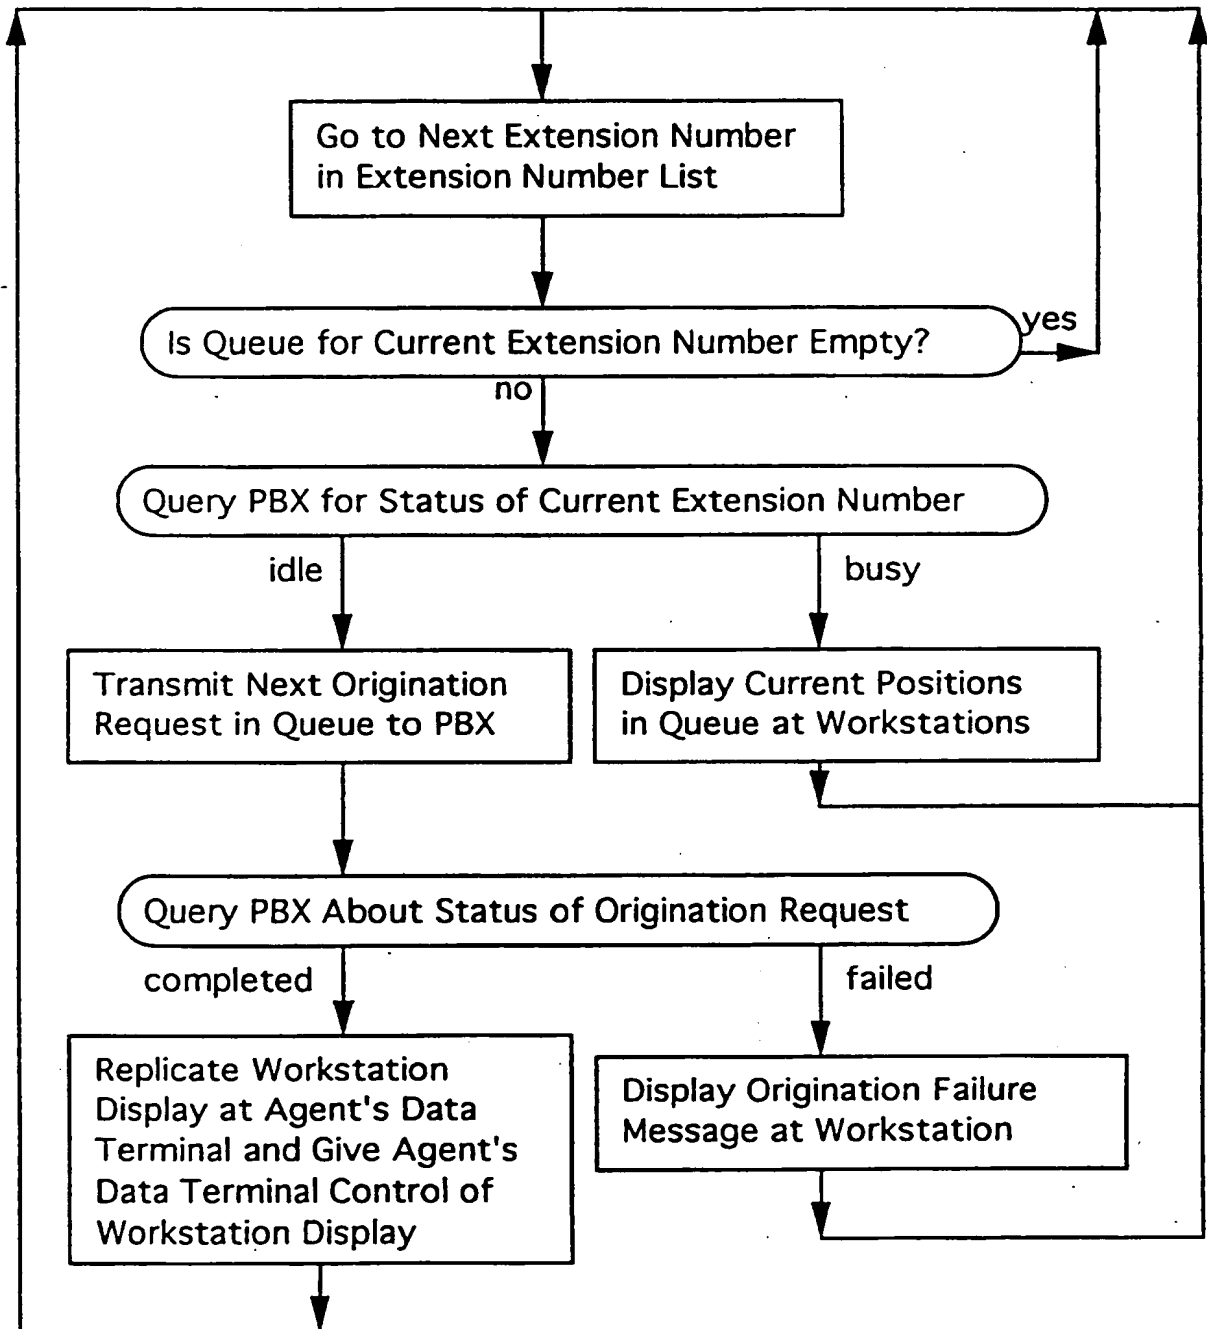 Go to Next Extension Number
in Extension Number List
Is Queue for Current Extension Number Empty?
yes
no
Query PBX for Status of Current Extension Number
idle
busy
Transmit Next Origination
Request in Queue to PBX
Display Current Positions
in Queue at Workstations
Query PBX About Status of Origination Request
completed
failed
Replicate Workstation
Display at Agent's Data
Terminal and Give Agent's
Data Terminal Control of
Workstation Display
Display Origination Failure
Message at Workstation